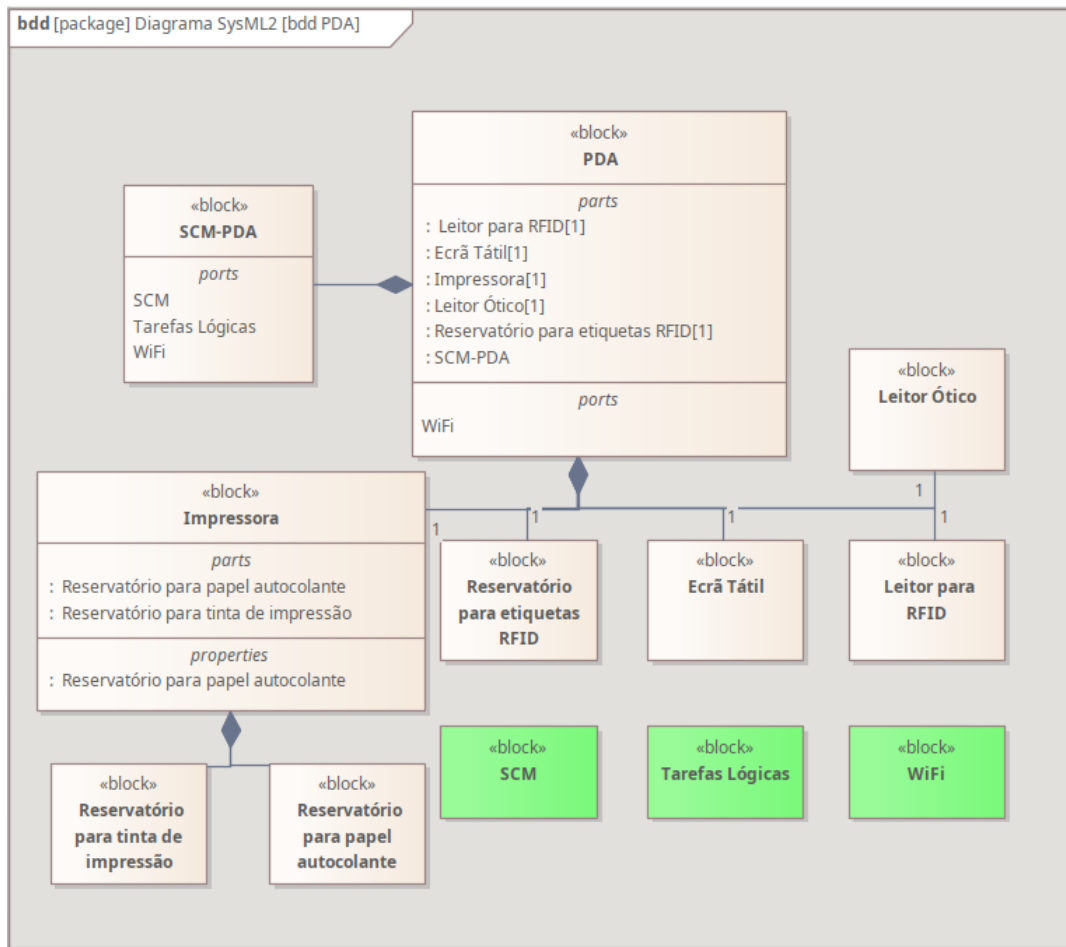 bdd [package] Diagrama SysML2 [bdd PDA]
«block»
PDA
parts
: Leitor para RFID[1]
: Ecrã Tátil[1]
: Impressora[1]
: Leitor Ótico[1]
: Reservatório para etiquetas RFID[1]
: SCM-PDA
ports
WiFi
«block»
SCM-PDA
ports
SCM
Tarefas Lógicas
WiFi
«block»
Leitor Ótico
1
«block»
Impressora
parts
: Reservatório para papel autocolante
: Reservatório para tinta de impressão
properties
: Reservatório para papel autocolante
1
1
1
1
«block»
Reservatório
para etiquetas
RFID
«block»
Ecrã Tátil
«block»
Leitor para
RFID
«block»
SCM
«block»
Tarefas Lógicas
«block»
WiFi
«block»
Reservatório
para tinta de
impressão
«block»
Reservatório
para papel
autocolante